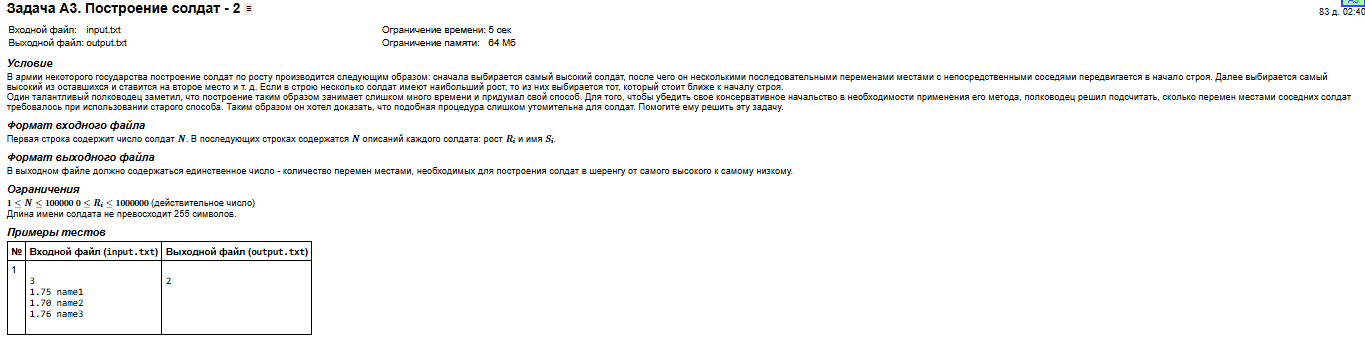 Задача A3. Построение солдат - 2 ≡
83 д. 02:40
Входной файл: input.txt Ограничение времени: 5 сек
Выходной файл: output.txt Ограничение памяти: 64 Мб
Условие
В армии некоторого государства построение солдат по росту производится следующим образом: сначала выбирается самый высокий солдат, после чего он несколькими последовательными переменами местами с непосредственными соседями передвигается в начало строя. Далее выбирается самый
высокий из оставшихся и ставится на второе место и т. д. Если в строю несколько солдат имеют наибольший рост, то из них выбирается тот, который стоит ближе к началу строя.
Один талантливый полководец заметил, что построение таким образом занимает слишком много времени и придумал свой способ. Для того, чтобы убедить свое консервативное начальство в необходимости применения его метода, полководец решил подсчитать, сколько перемен местами соседних солдат
требовалось при использовании старого способа. Таким образом он хотел доказать, что подобная процедура слишком утомительна для солдат. Помогите ему решить эту задачу.
Формат входного файла
Первая строка содержит число солдат N. В последующих строках содержатся N описаний каждого солдата: рост Ri и имя Si.
Формат выходного файла
В выходном файле должно содержаться единственное число - количество перемен местами, необходимых для построения солдат в шеренгу от самого высокого к самому низкому.
Ограничения
1 ≤ N ≤ 100000 0 ≤ Ri ≤ 1000000 (действительное число)
Длина имени солдата не превосходит 255 символов.
Примеры тестов
№ Входной файл (input.txt) Выходной файл (output.txt)
1
3 2
1.75 name1
1.70 name2
1.76 name3